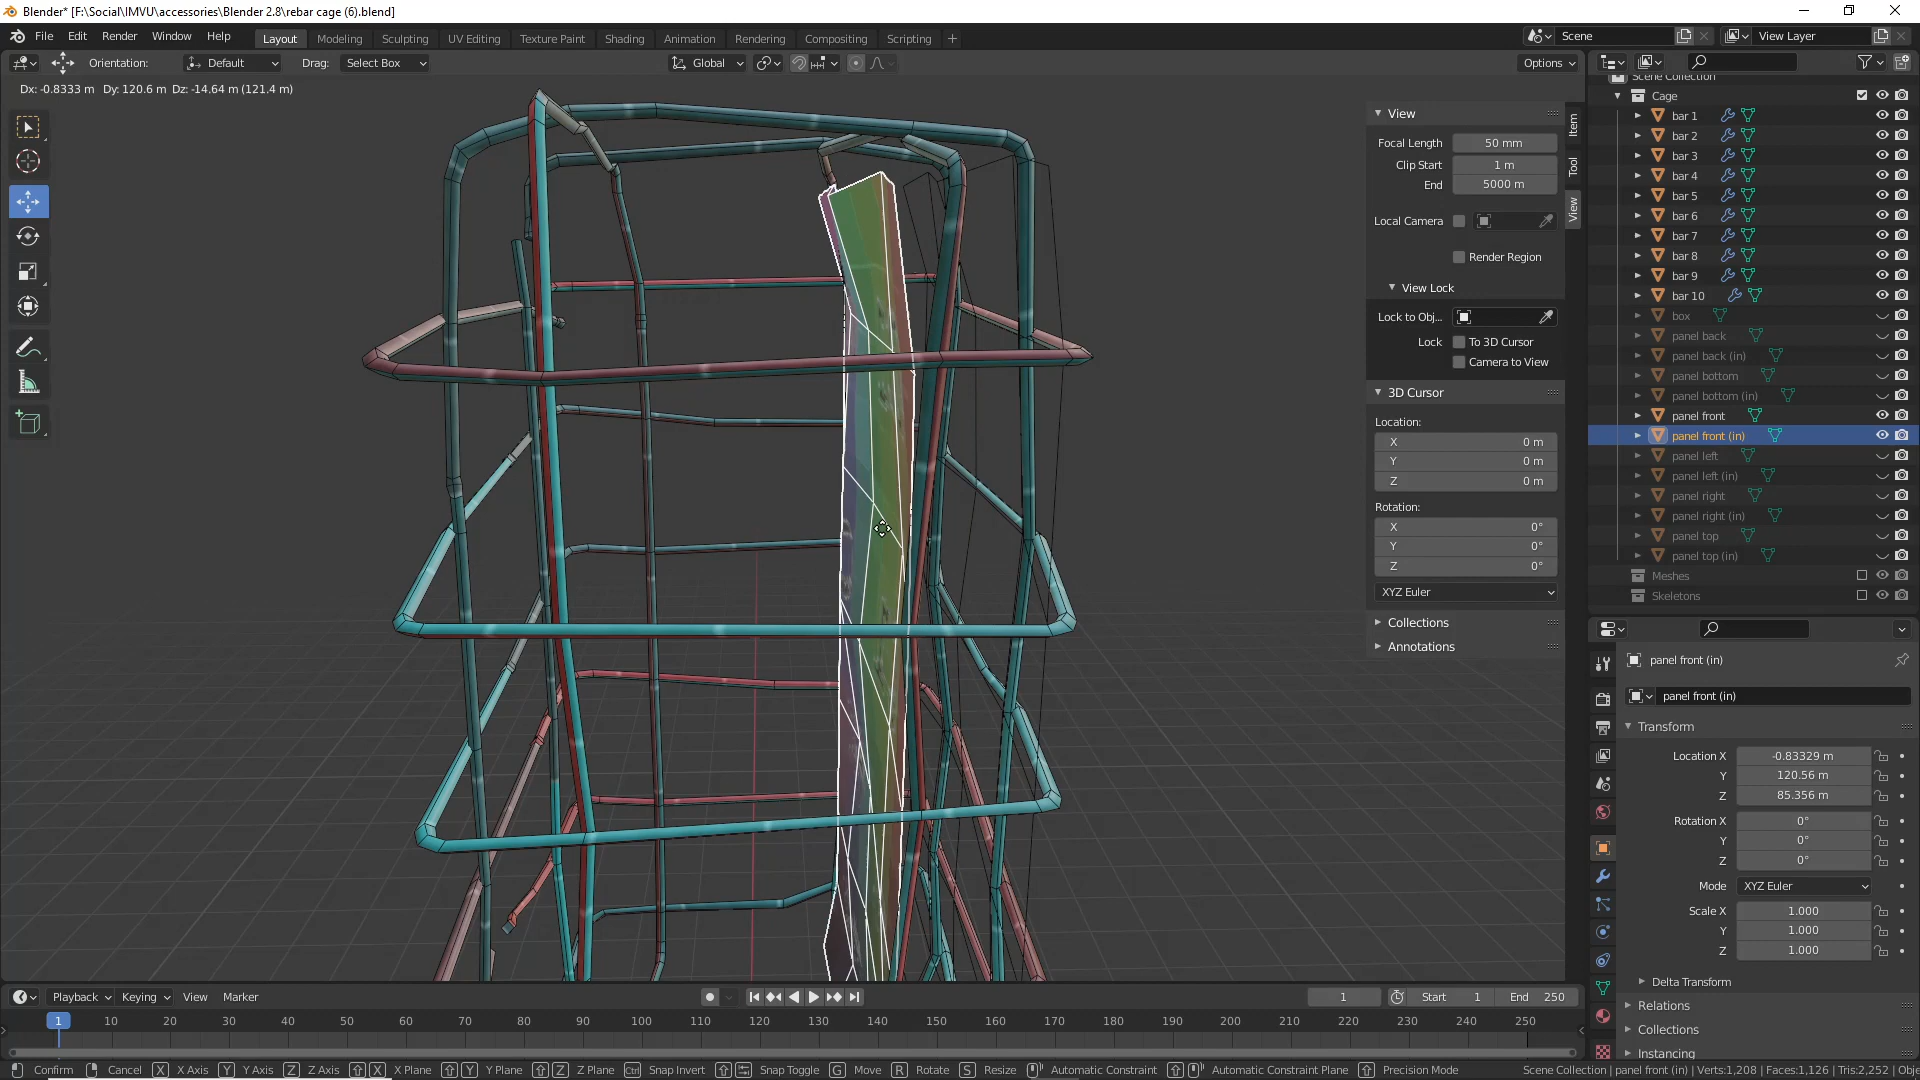 Blender* [F:\Social\IMVU\accessories\Blender 2.8\rebar cage (6).blend]
File Edit Render Window Help Layout Modeling Sculpting UV Editing Texture Paint Shading Animation Rendering Compositing Scripting + Scene View Layer
Orientation: Default Drag: Select Box Global Options
Dx: -0.8333 m Dy: 120.6 m Dz: -14.64 m (121.4 m)
View
Focal Length 50 mm
Clip Start 1 m
End 5000 m
Local Camera
Render Region
View Lock
Lock to Obj...
Lock To 3D Cursor
Camera to View
3D Cursor
Location:
X 0 m
Y 0 m
Z 0 m
Rotation:
X 0°
Y 0°
Z 0°
XYZ Euler
Collections
Annotations
Item
Tool
View
Scene Collection
Cage
bar 1
bar 2
bar 3
bar 4
bar 5
bar 6
bar 7
bar 8
bar 9
bar 10
box
panel back
panel back (in)
panel bottom
panel bottom (in)
panel front
panel front (in)
panel left
panel left (in)
panel right
panel right (in)
panel top
panel top (in)
Meshes
Skeletons
panel front (in)
panel front (in)
Transform
Location X -0.83329 m
Y 120.56 m
Z 85.356 m
Rotation X 0°
Y 0°
Z 0°
Mode XYZ Euler
Scale X 1.000
Y 1.000
Z 1.000
Delta Transform
Relations
Collections
Instancing
Playback Keying View Marker 1 Start 1 End 250
1 10 20 30 40 50 60 70 80 90 100 110 120 130 140 150 160 170 180 190 200 210 220 230 240 250
Confirm Cancel X X Axis Y Y Axis Z Z Axis X X Plane Y Y Plane Z Z Plane Ctrl Snap Invert Snap Toggle G Move R Rotate S Resize Automatic Constraint Automatic Constraint Plane Precision Mode Scene Collection | panel front (in) | Verts:1,208 | Faces:1,126 | Tris:2,252 | Obje